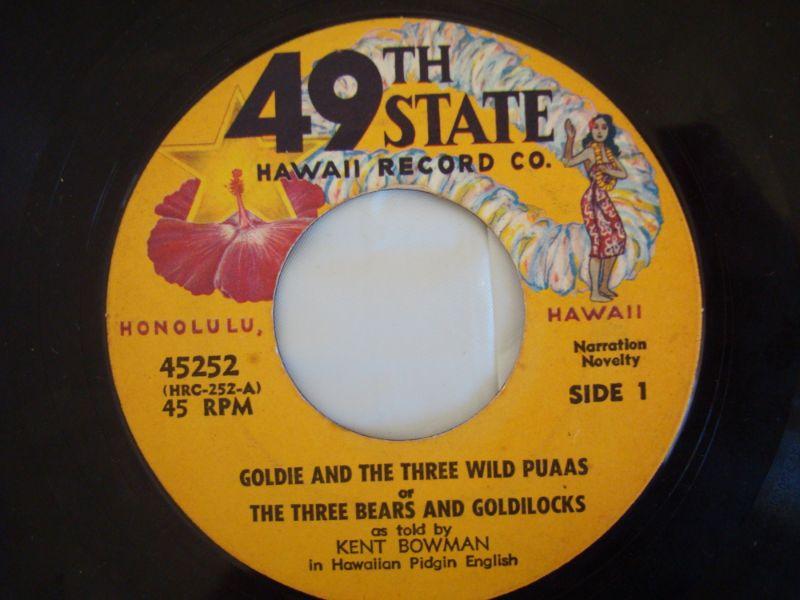 49TH
STATE
HAWAII RECORD CO.
HONOLULU,
HAWAII
45252
(HRC-252-A)
45 RPM
Narration
Novelty
SIDE 1
GOLDIE AND THE THREE WILD PUAAS
or
THE THREE BEARS AND GOLDILOCKS
as told by
KENT BOWMAN
in Hawaiian Pidgin English